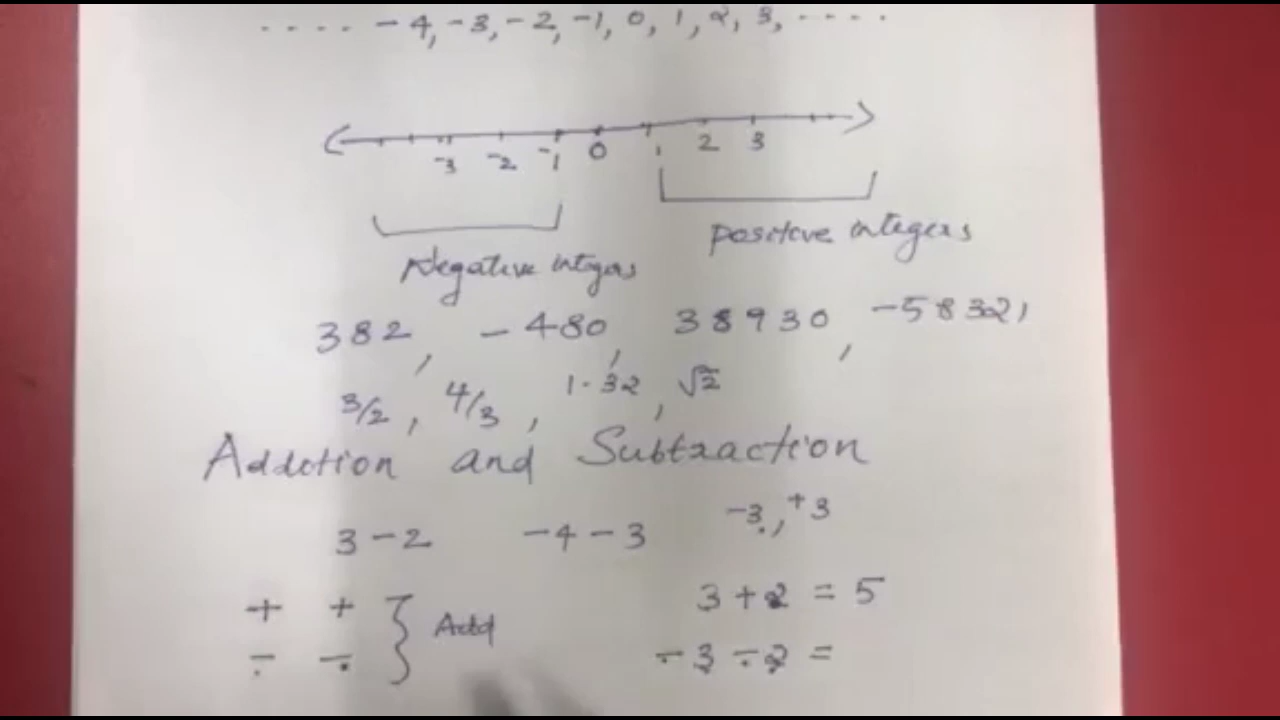 .... -4, -3, -2, -1, 0, 1, 2, 3, ....
-3 -2 -1 0 1 2 3
positive integers
Negative integers
382, -480, 38930, -58321,
3/2, 4/3, 1.32, √2
Addition and Subtraction
3-2 -4-3 -3, +3
+ + } Add 3+2 = 5
- - -3-2 =